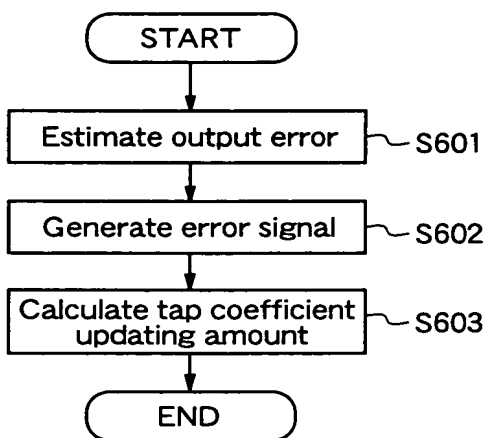 START
Estimate output error
S601
Generate error signal
S602
Calculate tap coefficient
updating amount
S603
END